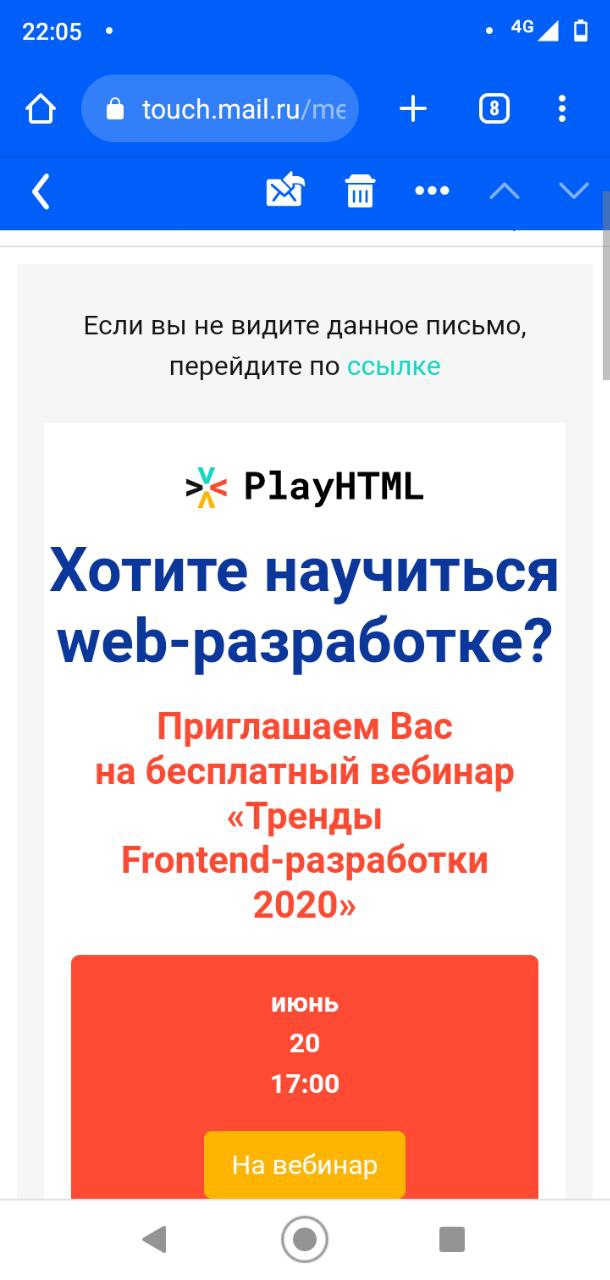 22:05
4G
touch.mail.ru/me
8
Если вы не видите данное письмо,
перейдите по ссылке
PlayHTML
Хотите научиться
web-разработке?
Приглашаем Вас
на бесплатный вебинар
«Тренды
Frontend-разработки
2020»
июнь
20
17:00
На вебинар